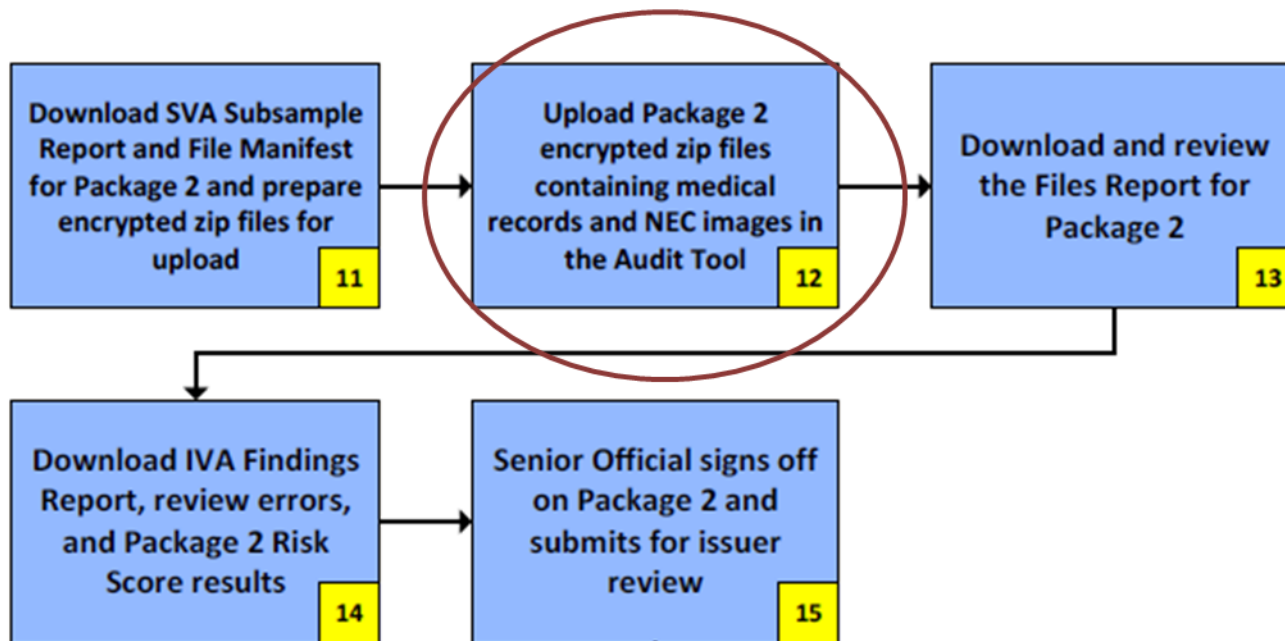 Download SVA Subsample
Report and File Manifest
for Package 2 and prepare
encrypted zip files for
upload
11
Upload Package 2
encrypted zip files
containing medical
records and NEC images in
the Audit Tool
12
Download and review
the Files Report for
Package 2
13
Download IVA Findings
Report, review errors,
and Package 2 Risk
Score results
14
Senior Official signs off
on Package 2 and
submits for issuer
review
15